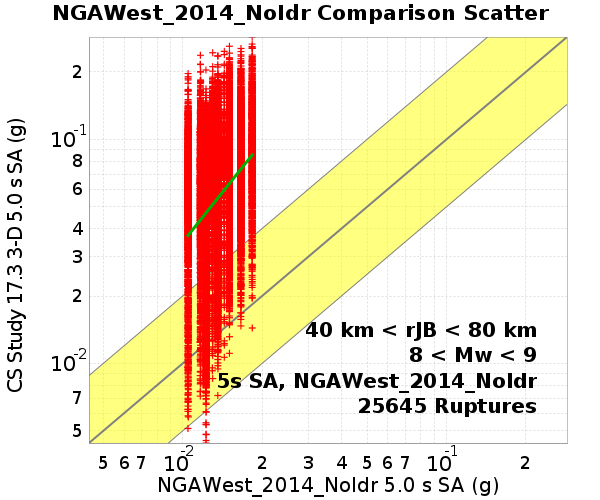 NGAWest_2014_NoIdr Comparison Scatter
CS Study 17.3 3-D 5.0 s SA (g)
2
10-1
8
6
4
3
2
10-2
7
5
40 km < rJB < 80 km
8 < Mw < 9
5s SA, NGAWest_2014_NoIdr
25645 Ruptures
5 6 7 10-2 2 3 4 5 6 7 10-1 2
NGAWest_2014_NoIdr 5.0 s SA (g)